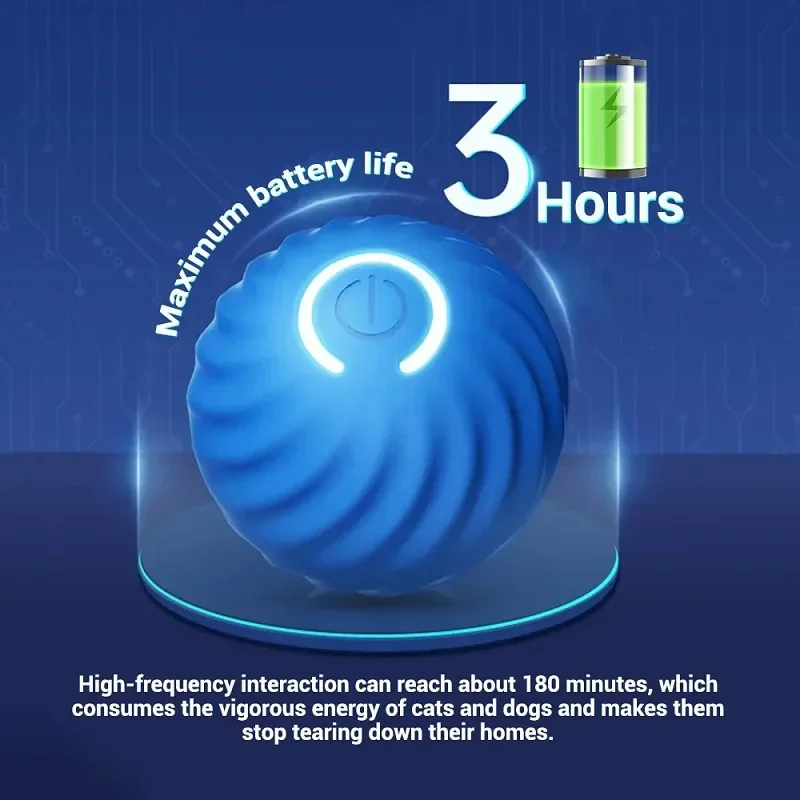 Maximum battery life
3
Hours
High-frequency interaction can reach about 180 minutes, which
consumes the vigorous energy of cats and dogs and makes them
stop tearing down their homes.